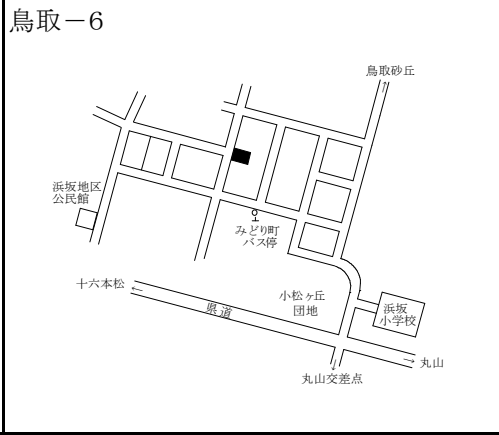 鳥取－6
鳥取砂丘
浜坂地区
公民館
みどり町
バス停
十六本松
県道
小松ヶ丘
団地
浜坂
小学校
丸山
丸山交差点